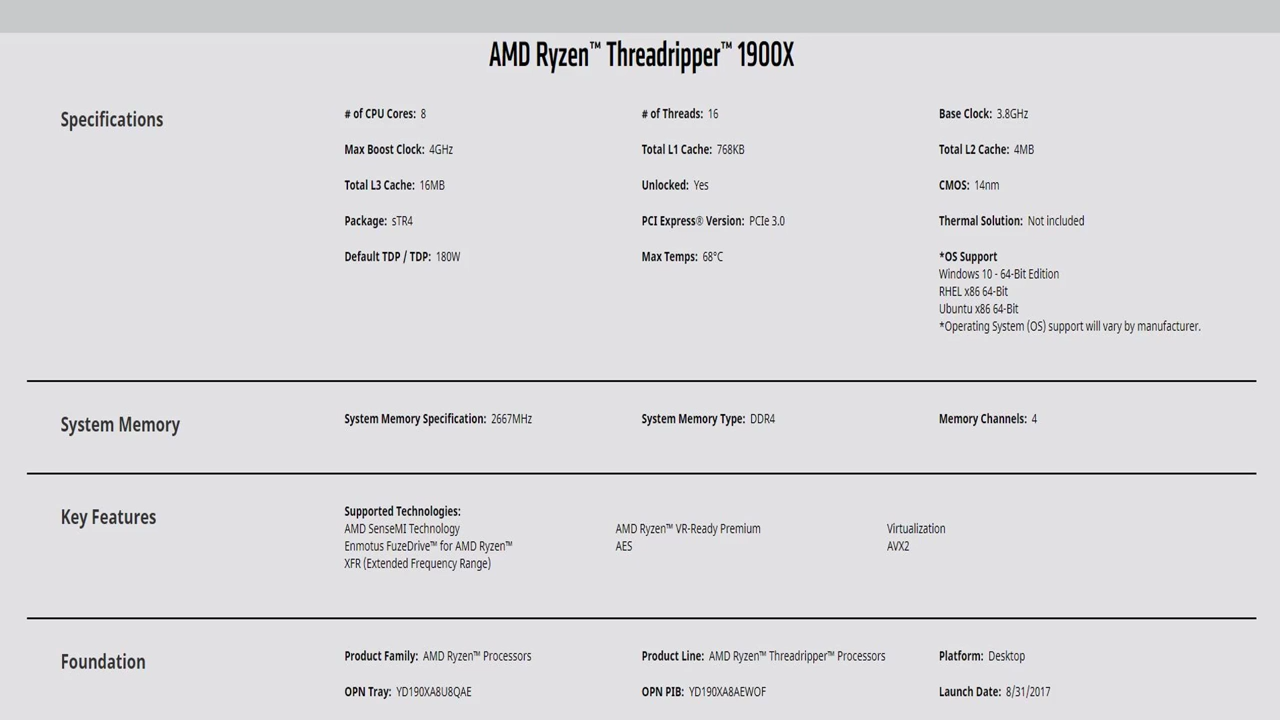 AMD Ryzen™ Threadripper™ 1900X
Specifications
# of CPU Cores: 8
# of Threads: 16
Base Clock: 3.8GHz
Max Boost Clock: 4GHz
Total L1 Cache: 768KB
Total L2 Cache: 4MB
Total L3 Cache: 16MB
Unlocked: Yes
CMOS: 14nm
Package: sTR4
PCI Express® Version: PCIe 3.0
Thermal Solution: Not included
Default TDP / TDP: 180W
Max Temps: 68°C
*OS Support
Windows 10 - 64-Bit Edition
RHEL x86 64-Bit
Ubuntu x86 64-Bit
*Operating System (OS) support will vary by manufacturer.
System Memory
System Memory Specification: 2667MHz
System Memory Type: DDR4
Memory Channels: 4
Key Features
Supported Technologies:
AMD SenseMI Technology
Enmotus FuzeDrive™ for AMD Ryzen™
XFR (Extended Frequency Range)
AMD Ryzen™ VR-Ready Premium
AES
Virtualization
AVX2
Foundation
Product Family: AMD Ryzen™ Processors
Product Line: AMD Ryzen™ Threadripper™ Processors
Platform: Desktop
OPN Tray: YD190XA8U8QAE
OPN PIB: YD190XA8AEWOF
Launch Date: 8/31/2017